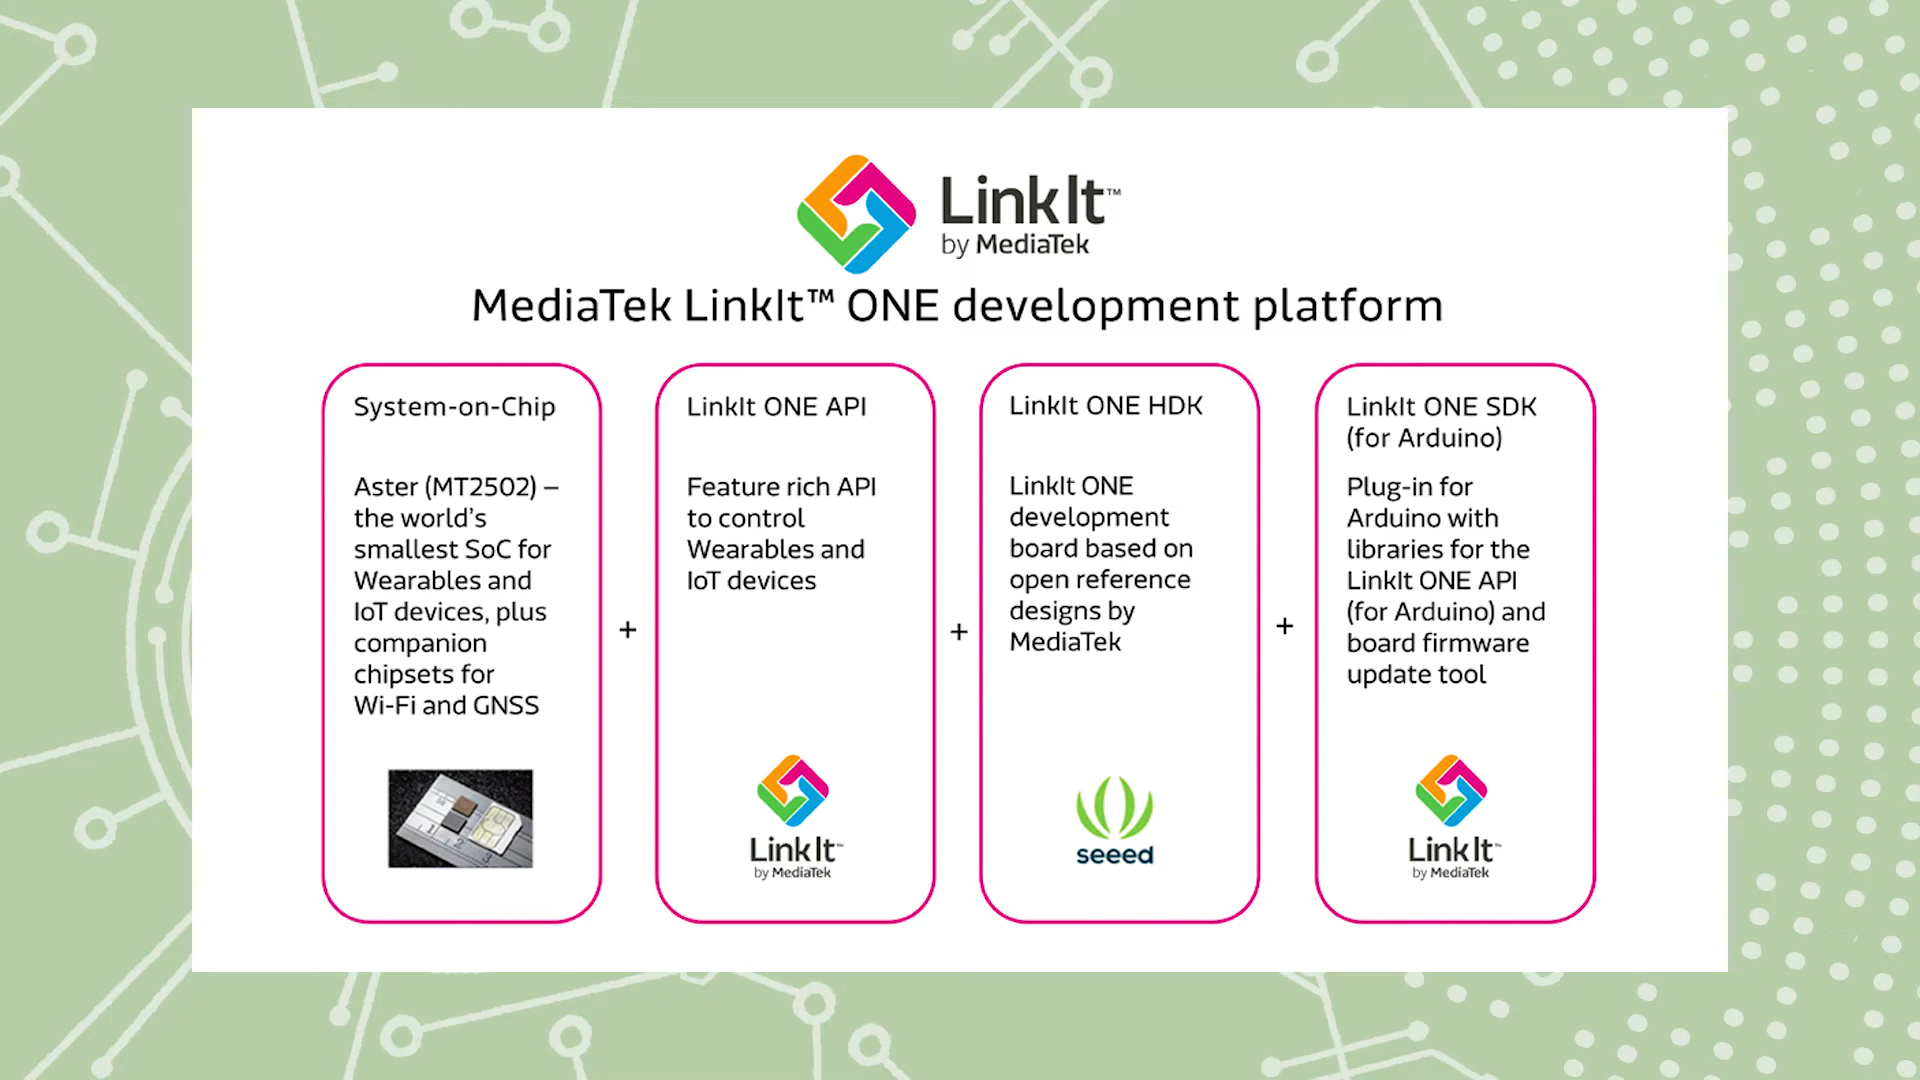 LinkIt™
by MediaTek
MediaTek LinkIt™ ONE development platform
System-on-Chip
Aster (MT2502) –
the world's
smallest SoC for
Wearables and
IoT devices, plus
companion
chipsets for
Wi-Fi and GNSS
1 2 3
+
LinkIt ONE API
Feature rich API
to control
Wearables and
IoT devices
LinkIt™
by MediaTek
+
LinkIt ONE HDK
LinkIt ONE
development
board based on
open reference
designs by
MediaTek
seeed
+
LinkIt ONE SDK
(for Arduino)
Plug-in for
Arduino with
libraries for the
LinkIt ONE API
(for Arduino) and
board firmware
update tool
LinkIt™
by MediaTek